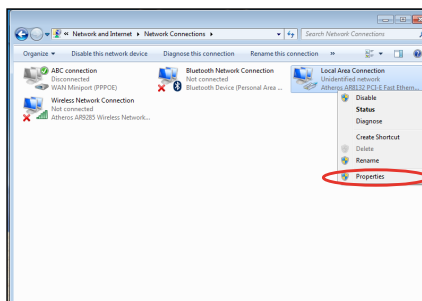 « Network and Internet ▸ Network Connections ▸
Search Network Connections
Organize ▾ Disable this network device Diagnose this connection Rename this connection »
ABC connection
Disconnected
WAN Miniport (PPPOE)
Bluetooth Network Connection
Not connected
Bluetooth Device (Personal Area ...
Local Area Connection
Unidentified network
Atheros AR8132 PCI-E Fast Ethern...
Wireless Network Connection
Not connected
Atheros AR9285 Wireless Network...
Disable
Status
Diagnose
Create Shortcut
Delete
Rename
Properties